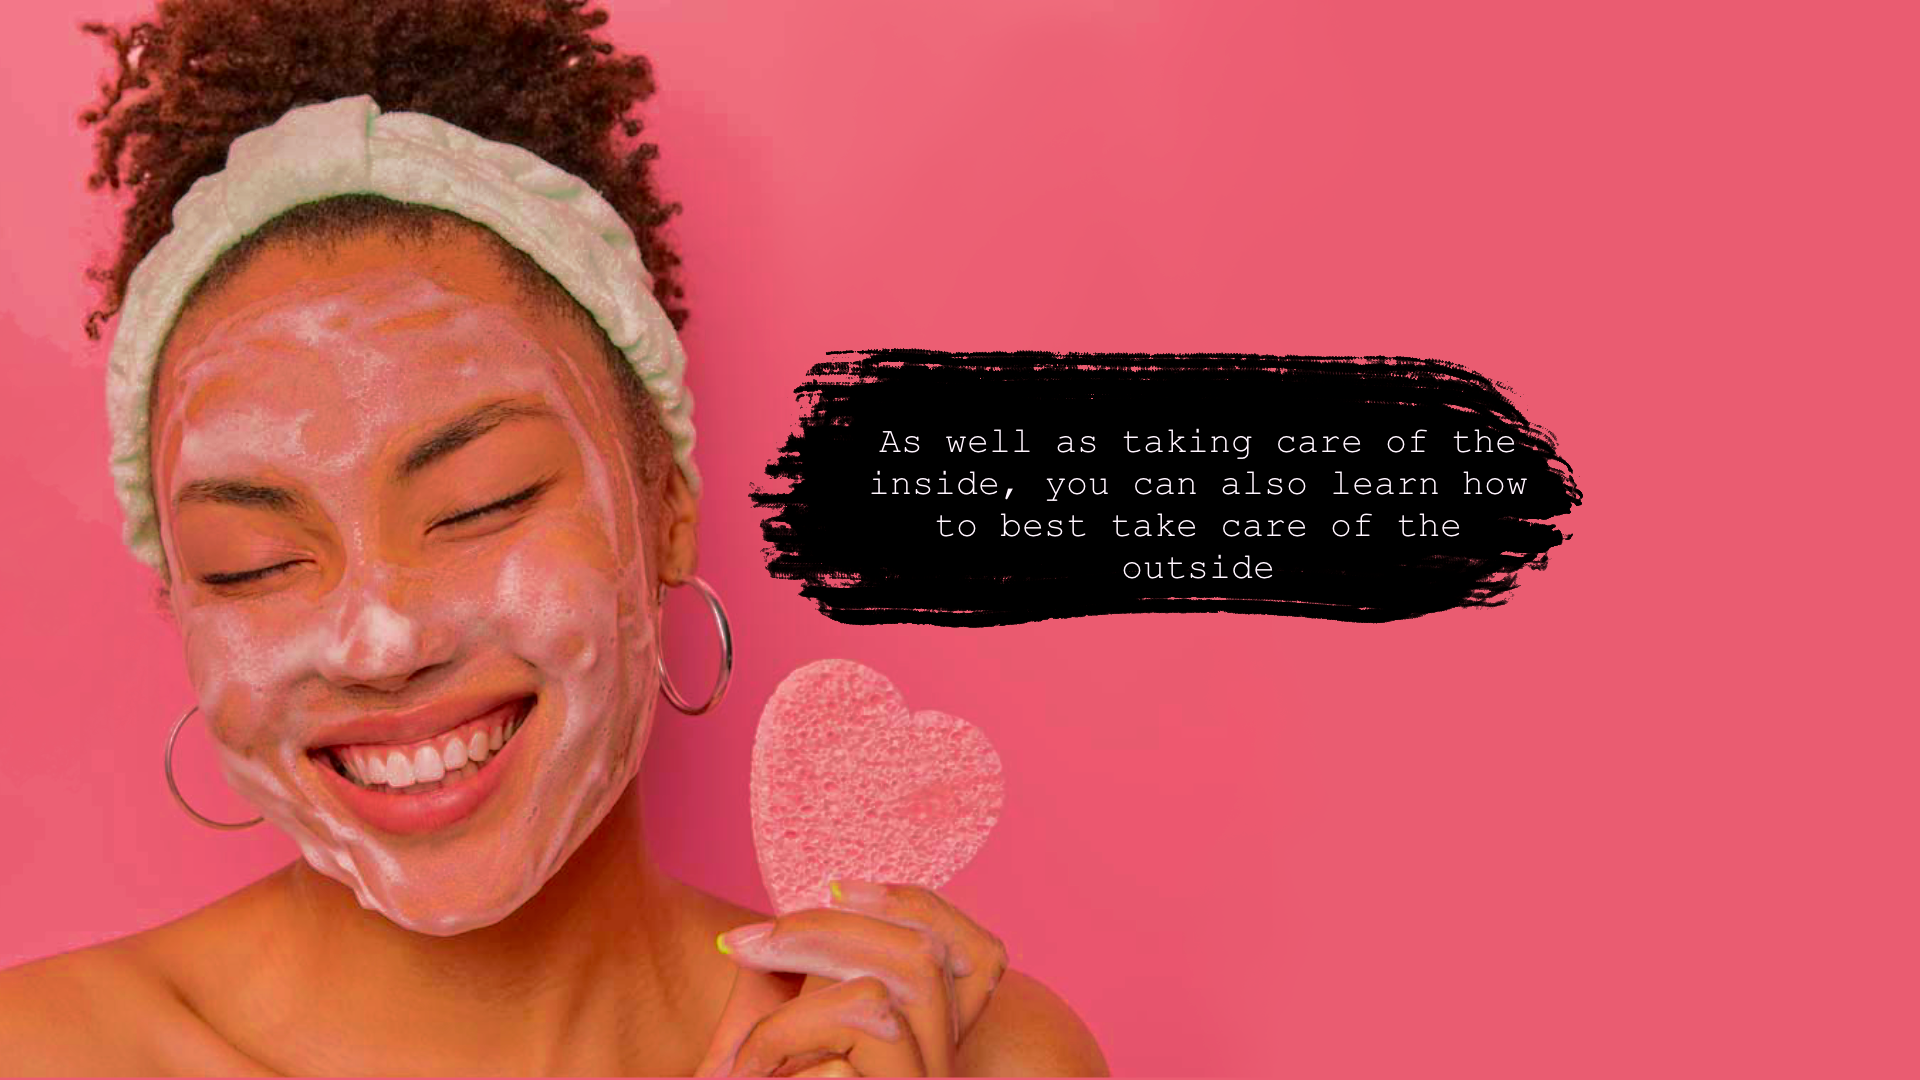 As well as taking care of the
inside, you can also learn how
to best take care of the
outside